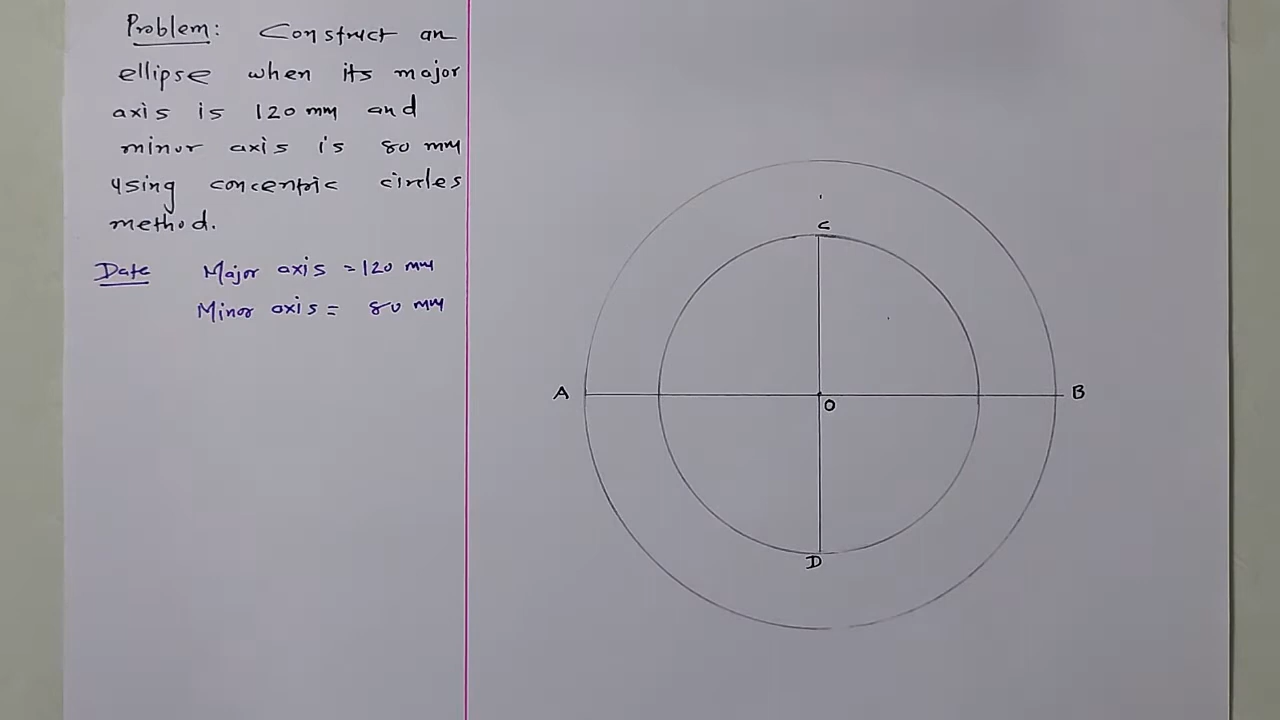 Problem: Construct an
ellipse when its major
axis is 120 mm and
minor axis is 80 mm
using concentric circles
method.
Date Major axis = 120 mm
Minor axis = 80 mm
C
A
B
O
D